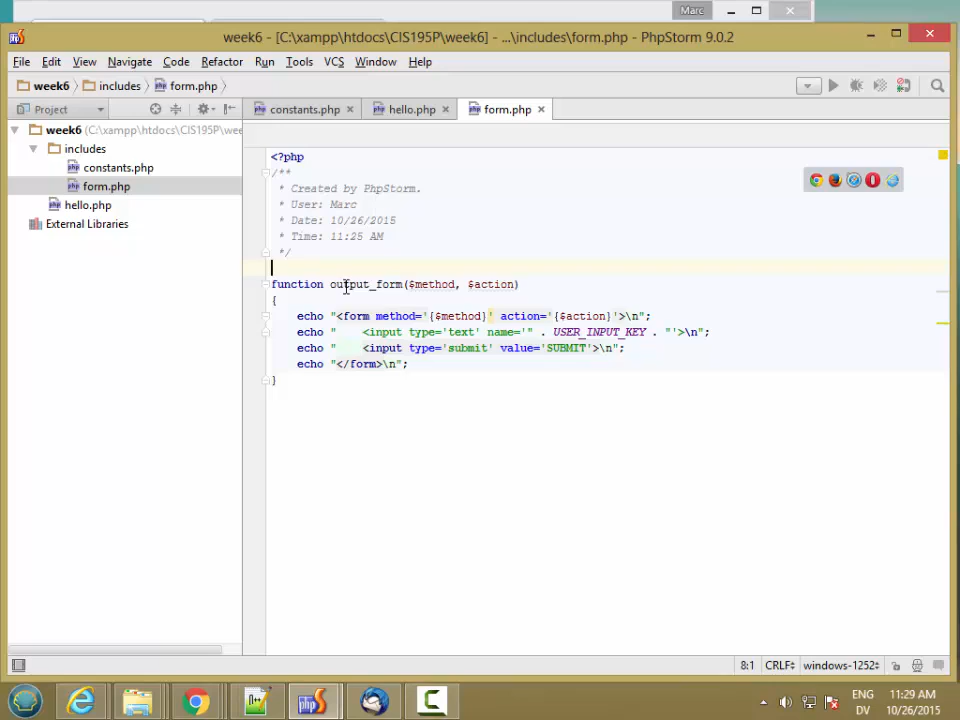 Marc
week6 - [C:\xampp\htdocs\CIS195P\week6] - ...\includes\form.php - PhpStorm 9.0.2
File Edit View Navigate Code Refactor Run Tools VCS Window Help
week6 includes form.php
Project constants.php hello.php form.php
week6 (C:\xampp\htdocs\CIS195P\wee
includes
constants.php
form.php
hello.php
External Libraries
<?php
/**
* Created by PhpStorm.
* User: Marc
* Date: 10/26/2015
* Time: 11:25 AM
*/
function output_form($method, $action)
{
echo "<form method='{$method}' action='{$action}'>\n";
echo "    <input type='text' name='" . USER_INPUT_KEY . "'>\n";
echo "    <input type='submit' value='SUBMIT'>\n";
echo "</form>\n";
}
8:1 CRLF windows-1252
ENG 11:29 AM
DV 10/26/2015